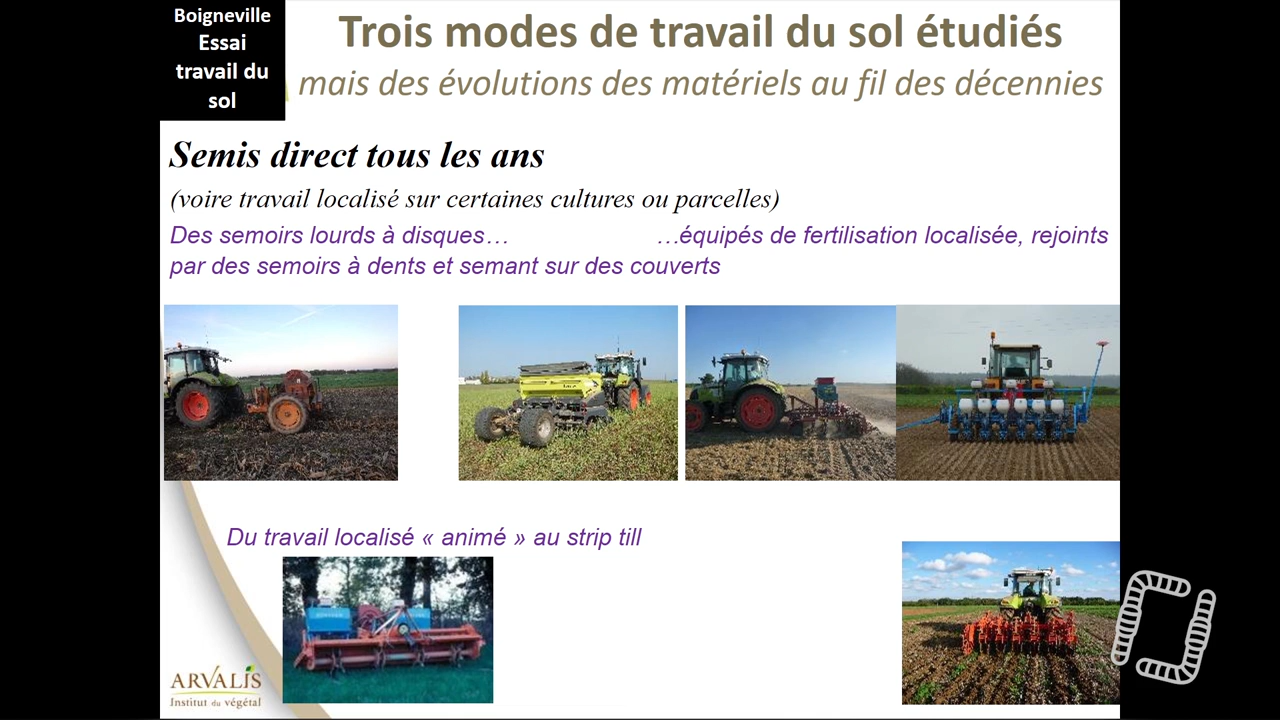 Boigneville
Essai
travail du
sol
Trois modes de travail du sol étudiés
mais des évolutions des matériels au fil des décennies
Semis direct tous les ans
(voire travail localisé sur certaines cultures ou parcelles)
Des semoirs lourds à disques… …équipés de fertilisation localisée, rejoints
par des semoirs à dents et semant sur des couverts
Du travail localisé « animé » au strip till
ARVALIS
Institut du végétal